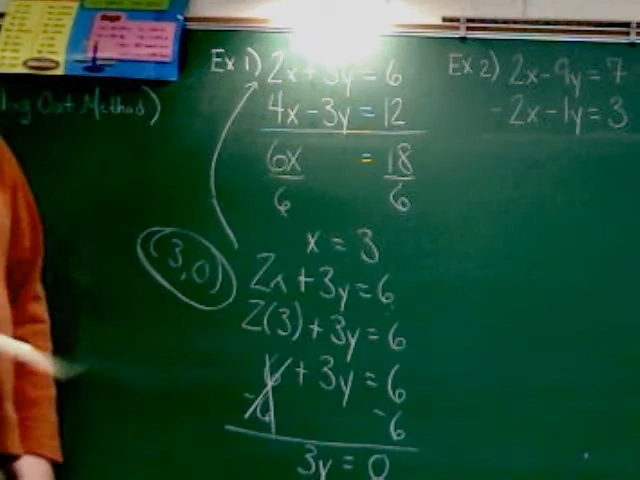 ing Out Method)
Ex 1) 2x + 3y = 6
4x - 3y = 12
6x = 18
6 6
x = 3
(3,0)
2x + 3y = 6
2(3) + 3y = 6
6 + 3y = 6
-6 -6
3y = 0
Ex 2) 2x - 9y = 7
- 2x - 1y = 3